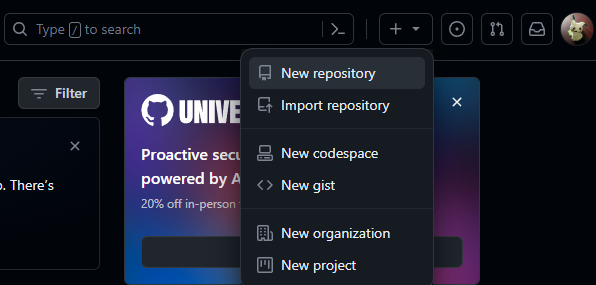 Type / to search
Filter
New repository
Import repository
New codespace
New gist
New organization
New project
UNIVE
Proactive secu
powered by A
20% off in-person
. There's